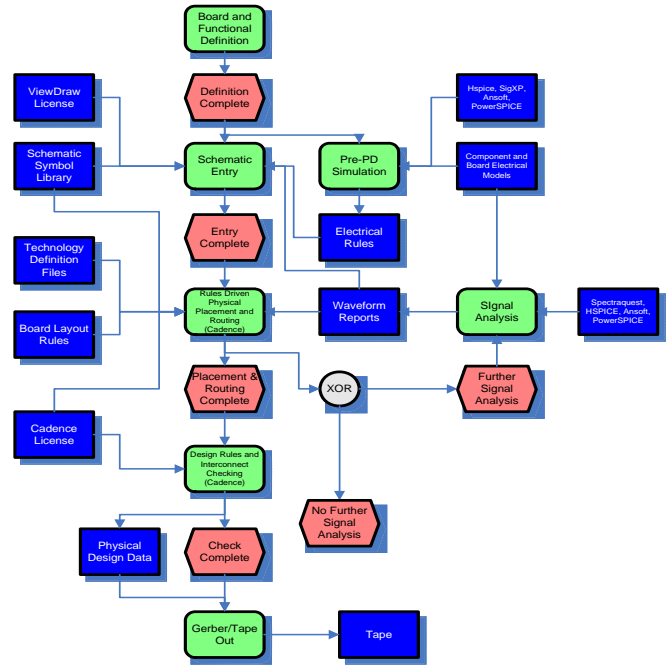 Board and
Functional
Definition
ViewDraw
License
Definition
Complete
Hspice, SigXP,
Ansoft,
PowerSPICE
Schematic
Symbol
Library
Schematic
Entry
Pre-PD
Simulation
Component and
Board Electrical
Models
Entry
Complete
Electrical
Rules
Technology
Definition
Files
Rules Driven
Physical
Placement and
Routing
(Cadence)
Waveform
Reports
SIgnal
Analysis
Spectraquest,
HSPICE, Ansoft,
PowerSPICE
Board Layout
Rules
Placement &
Routing
Complete
XOR
Further
Signal
Analysis
Cadence
License
Design Rules and
Interconnect
Checking
(Cadence)
No Further
Signal
Analysis
Physical
Design Data
Check
Complete
Gerber/Tape
Out
Tape